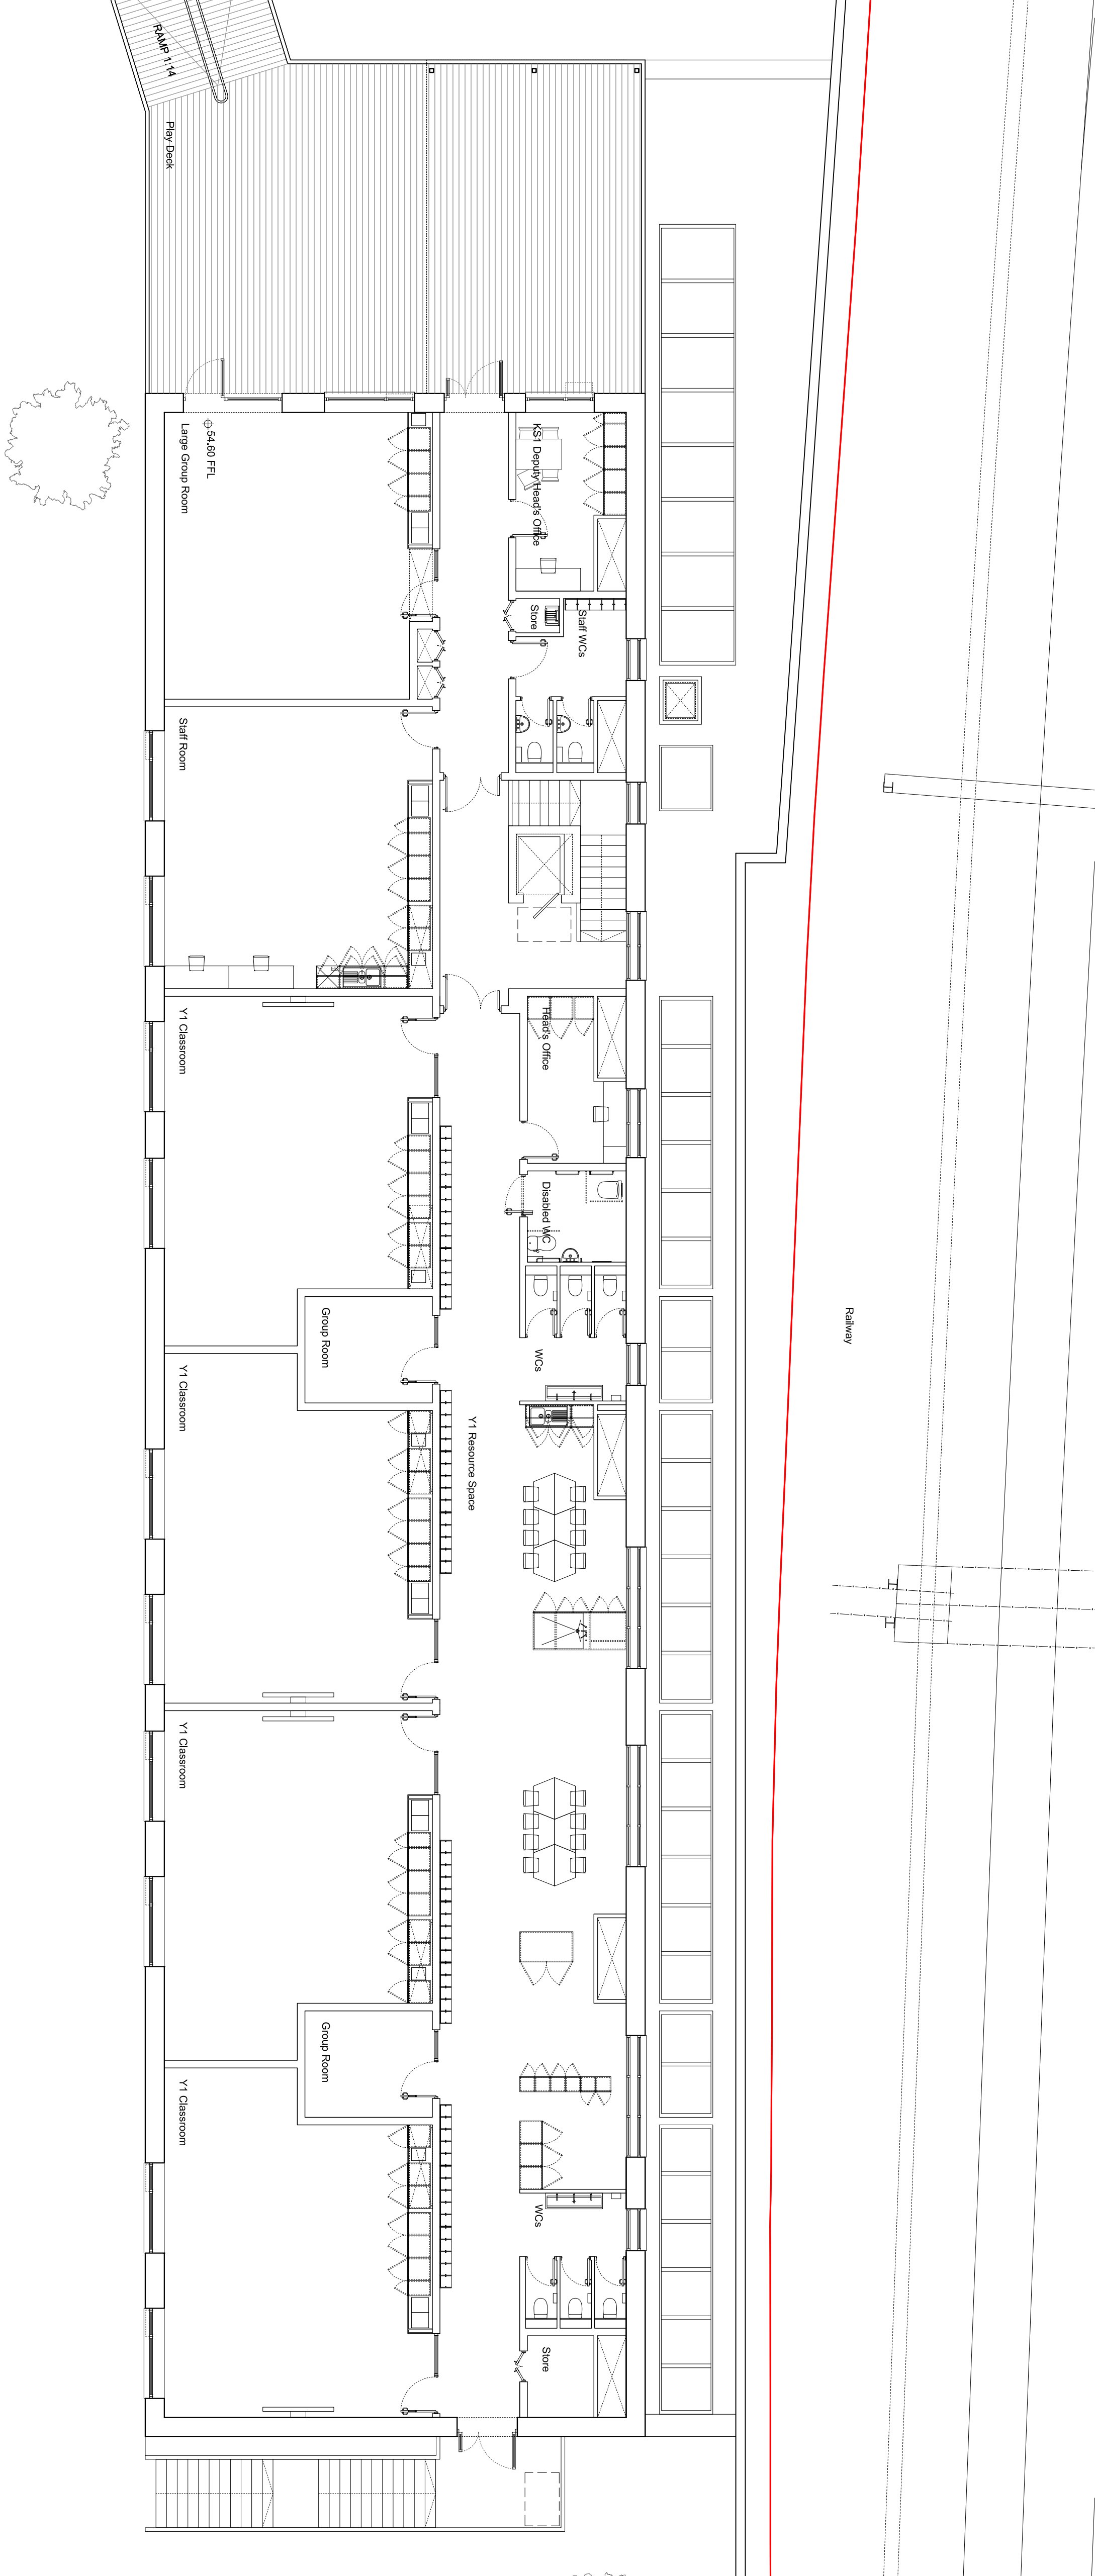 RAMP 1:14
Play Deck
54.60 FFL
Large Group Room
KS1 Deputy Head's Office
Store
Staff WCs
Staff Room
Head's Office
Y1 Classroom
Disabled WC
Group Room
WCs
Railway
Y1 Classroom
Y1 Resource Space
Y1 Classroom
Group Room
Y1 Classroom
WCs
Store